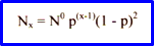 Nₓ = N⁰ p⁽ˣ⁻¹⁾(1 - p)²